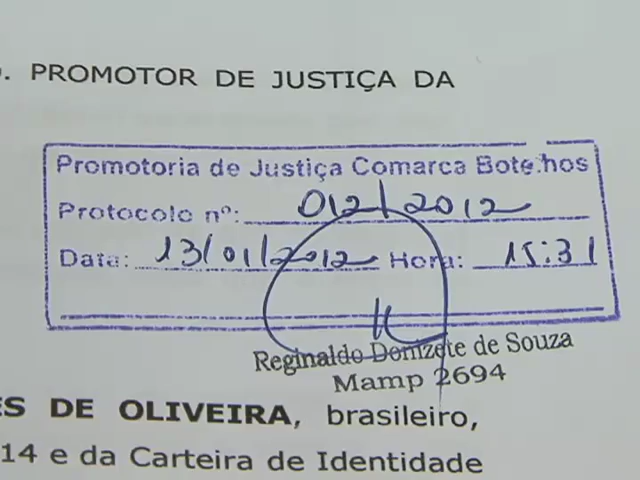 . PROMOTOR DE JUSTIÇA DA
Promotoria de Justiça Comarca Botelhos
Protocolo nº: 012/2012
Data: 13/01/2012 Hora: 15:31
Reginaldo Donizete de Souza
Mamp 2694
ES DE OLIVEIRA, brasileiro,
14 e da Carteira de Identidade